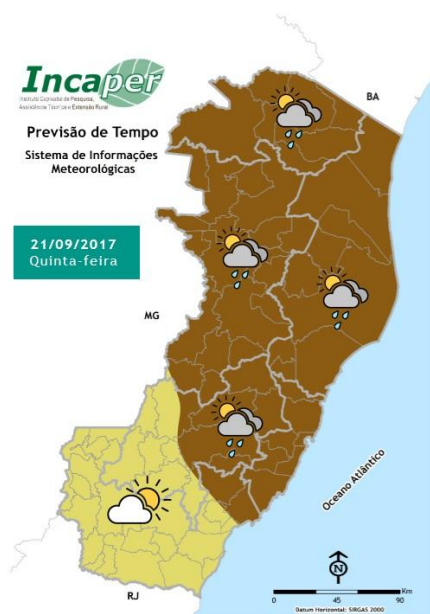 Incaper
Instituto Capixaba de Pesquisa,
Assistência Técnica e Extensão Rural
Previsão de Tempo
Sistema de Informações
Meteorológicas
21/09/2017
Quinta-feira
BA
MG
RJ
Oceano Atlântico
N
Km
0 45 90
Datum Horizontal: SIRGAS 2000